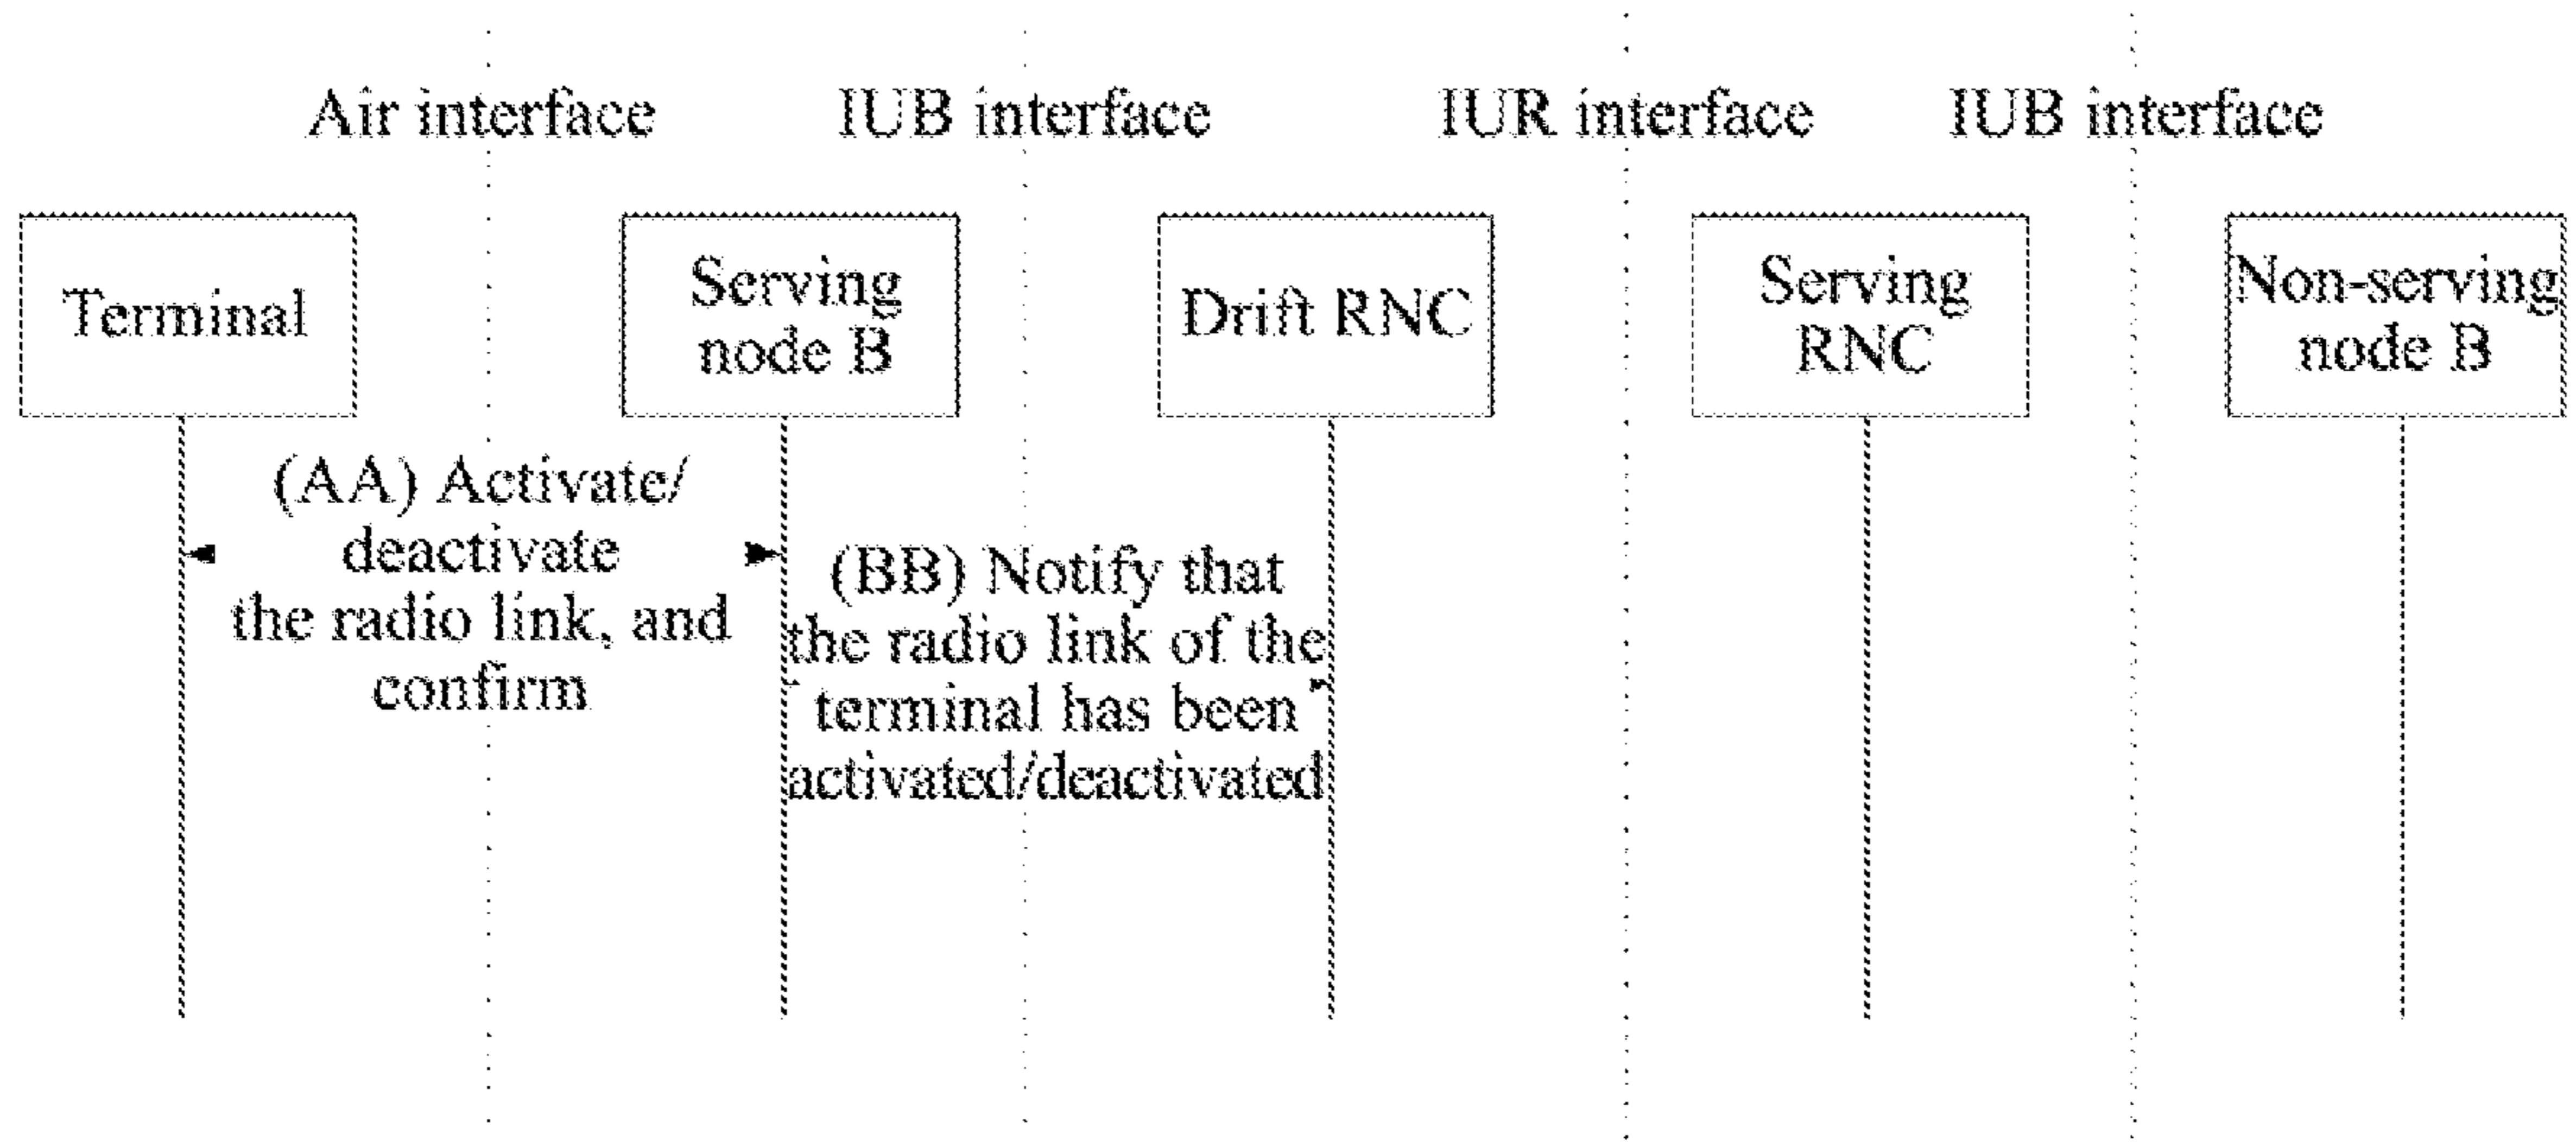 Air interface
IUB interface
IUR interface
IUB interface
Terminal
Serving
node B
Drift RNC
Serving
RNC
Non-serving
node B
(AA) Activate/
deactivate
the radio link, and
confirm
(BB) Notify that
the radio link of the
terminal has been
activated/deactivated